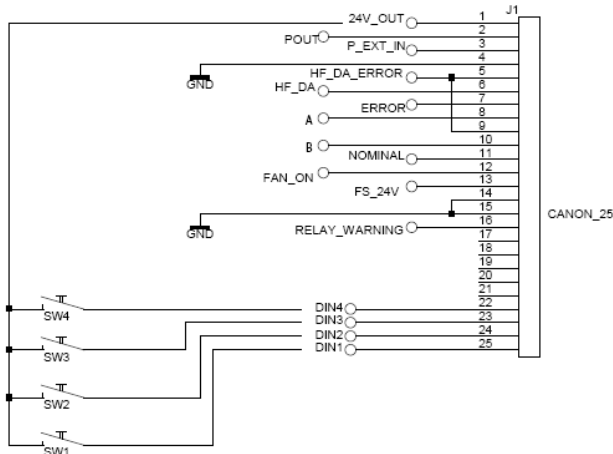 J1
24V_OUT 1
POUT 2
P_EXT_IN 3
4
HF_DA_ERROR 5
GND
HF_DA 6
ERROR 7
A 8
9
B 10
NOMINAL 11
FAN_ON 12
FS_24V 13
14
15
CANON_25
GND
RELAY_WARNING 16
17
18
19
20
21
DIN4 22
SW4
DIN3 23
DIN2 24
DIN1 25
SW3
SW2
SW1